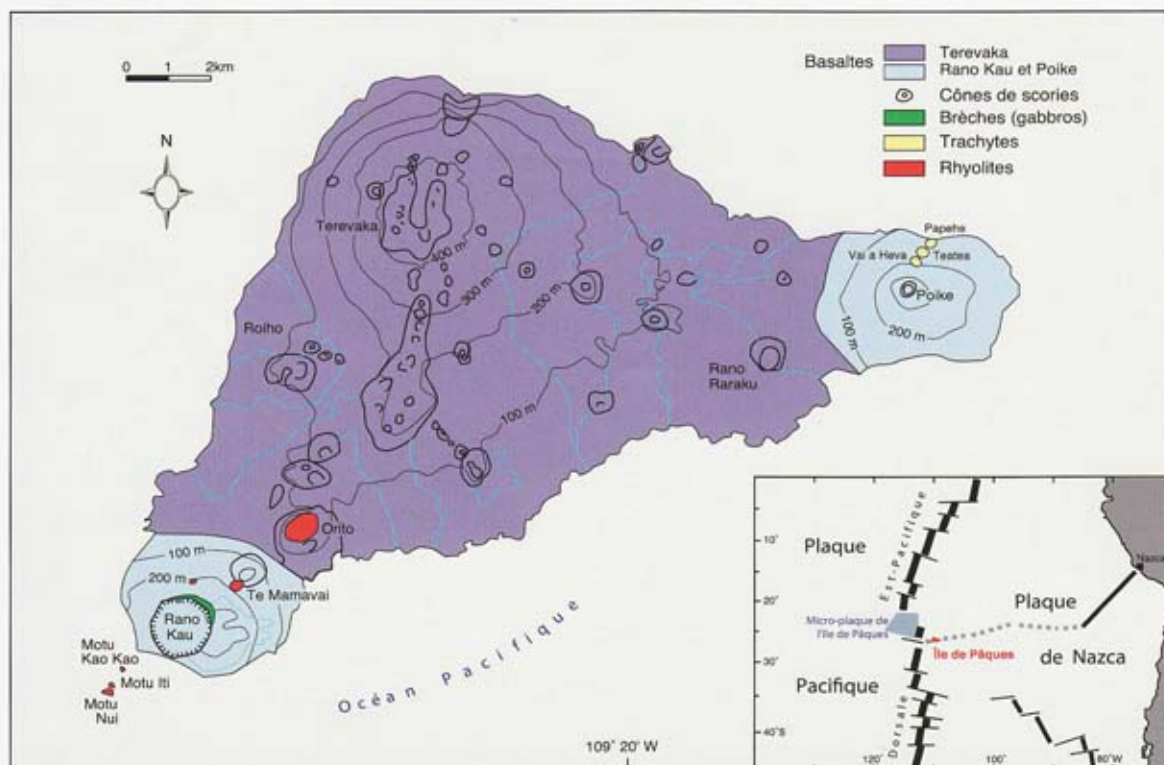 0 1 2km
N
Basaltes
Terevaka
Rano Kau et Poike
Cônes de scories
Brèches (gabbros)
Trachytes
Rhyolites
Terevaka
400 m
300 m
200 m
100 m
Papehe
Vai a Heva
Teatea
Poike
100 m
200 m
Roiho
Rano
Raraku
Orito
100 m
200 m
Te Mamavai
Rano
Kau
Motu
Kao Kao
Motu Iti
Motu
Nui
Océan Pacifique
109° 20 W
Plaque
Pacifique
Dorsale
Est-Pacifique
Micro-plaque de
l'Ile de Pâques
Île de Pâques
Plaque
de Nazca
Nazca
10°
20°
30°
40°S
120°
100°
80°W